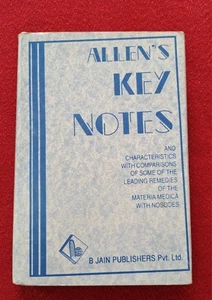 ALLEN'S
KEY
NOTES
AND
CHARACTERISTICS
WITH COMPARISONS
OF SOME OF THE
LEADING REMEDIES
OF THE
MATERIA MEDICA
WITH NOSODES
B JAIN PUBLISHERS Pvt. Ltd.